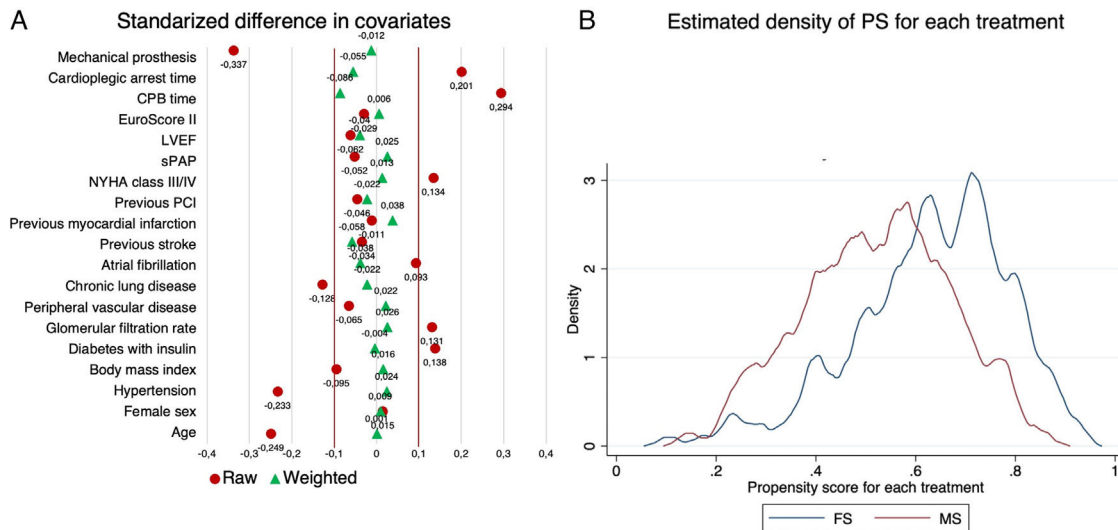 A
Standarized difference in covariates
-0,012
Mechanical prosthesis
-0,337
-0,055
Cardioplegic arrest time
0,201
-0,086
CPB time
0,294
0,006
EuroScore II
-0,04
-0,029
LVEF
-0,062
0,025
sPAP
-0,052
0,013
NYHA class III/IV
0,134
-0,022
Previous PCI
-0,046
0,038
Previous myocardial infarction
-0,011
-0,058
Previous stroke
-0,038
-0,034
Atrial fibrillation
0,093
-0,022
Chronic lung disease
-0,128
0,022
Peripheral vascular disease
-0,065
0,026
Glomerular filtration rate
0,131
-0,004
Diabetes with insulin
0,138
0,016
Body mass index
-0,095
0,024
Hypertension
-0,233
0,009
Female sex
0,015
0,001
Age
-0,249
-0,4 -0,3 -0,2 -0,1 0 0,1 0,2 0,3 0,4
Raw Weighted
B
Estimated density of PS for each treatment
Density
3
2
1
0
0 .2 .4 .6 .8 1
Propensity score for each treatment
FS MS